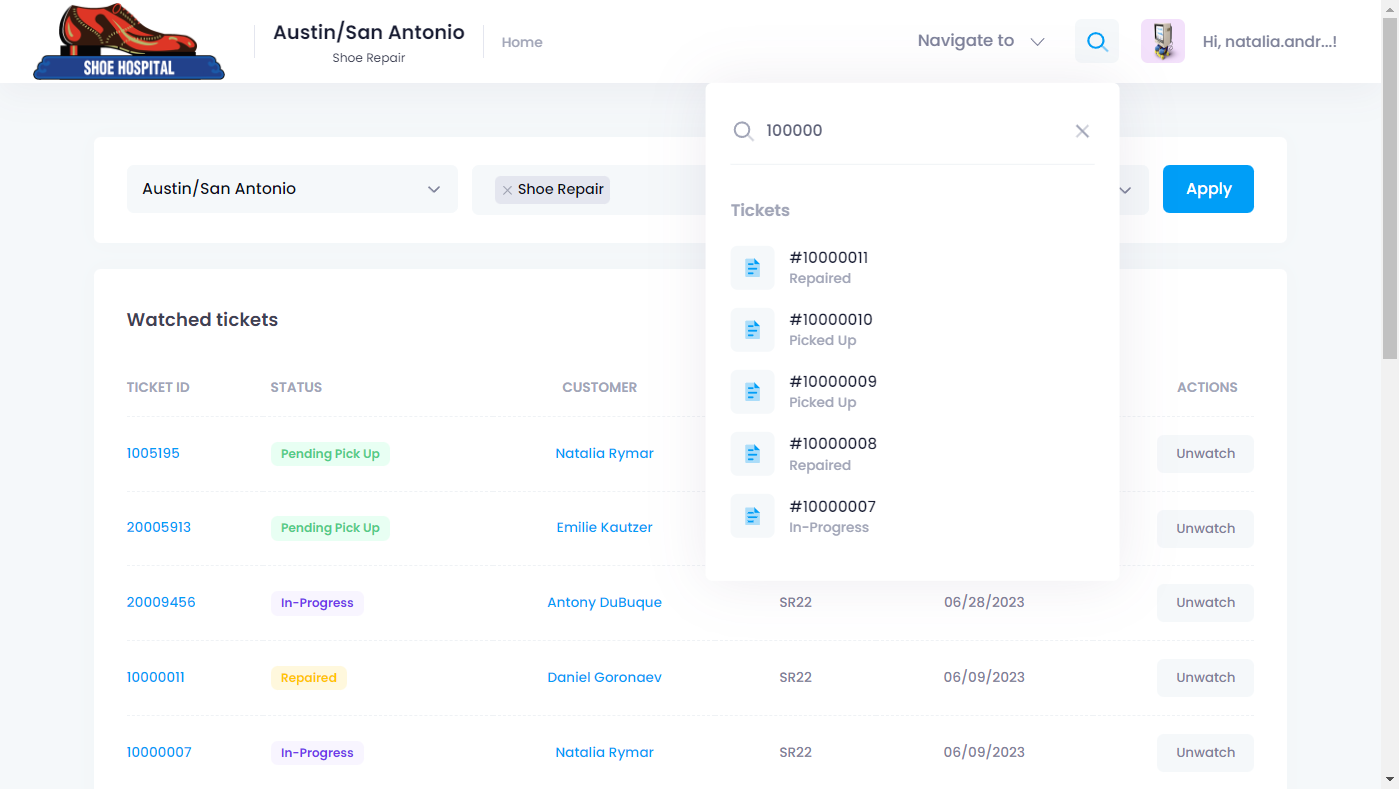 SHOE HOSPITAL
Austin/San Antonio
Shoe Repair
Home
Navigate to
Hi, natalia.andr...!
100000
Tickets
#10000011
Repaired
#10000010
Picked Up
#10000009
Picked Up
#10000008
Repaired
#10000007
In-Progress
Austin/San Antonio
Shoe Repair
Apply
Watched tickets
TICKET ID STATUS CUSTOMER ACTIONS
1005195 Pending Pick Up Natalia Rymar Unwatch
20005913 Pending Pick Up Emilie Kautzer Unwatch
20009456 In-Progress Antony DuBuque SR22 06/28/2023 Unwatch
10000011 Repaired Daniel Goronaev SR22 06/09/2023 Unwatch
10000007 In-Progress Natalia Rymar SR22 06/09/2023 Unwatch